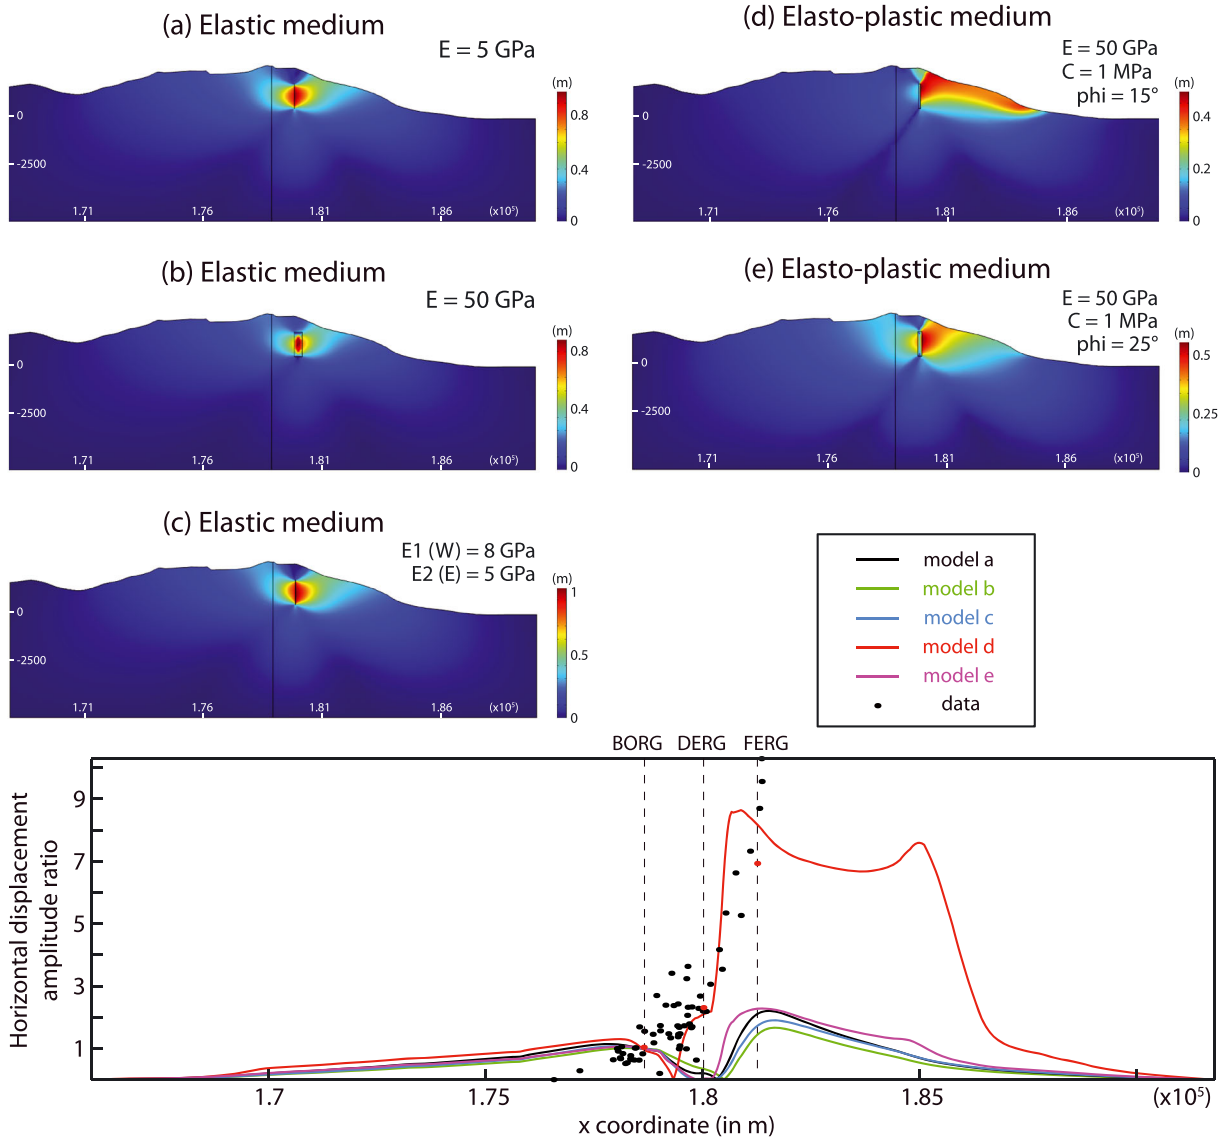 (a) Elastic medium
E = 5 GPa
(m)
0.8
0.4
0
0
-2500
1.71
1.76
1.81
1.86
(x10⁵)
(b) Elastic medium
E = 50 GPa
(m)
0.8
0.4
0
0
-2500
1.71
1.76
1.81
1.86
(x10⁵)
(c) Elastic medium
E1 (W) = 8 GPa
E2 (E) = 5 GPa
(m)
1
0.5
0
0
-2500
1.71
1.76
1.81
1.86
(x10⁵)
(d) Elasto-plastic medium
E = 50 GPa
C = 1 MPa
phi = 15°
(m)
0.4
0.2
0
0
-2500
1.71
1.76
1.81
1.86
(x10⁵)
(e) Elasto-plastic medium
E = 50 GPa
C = 1 MPa
phi = 25°
(m)
0.5
0.25
0
0
-2500
1.71
1.76
1.81
1.86
(x10⁵)
model a
model b
model c
model d
model e
data
BORG DERG FERG
Horizontal displacement
amplitude ratio
9
7
5
3
1
1.7
1.75
1.8
1.85
(x10⁵)
x coordinate (in m)